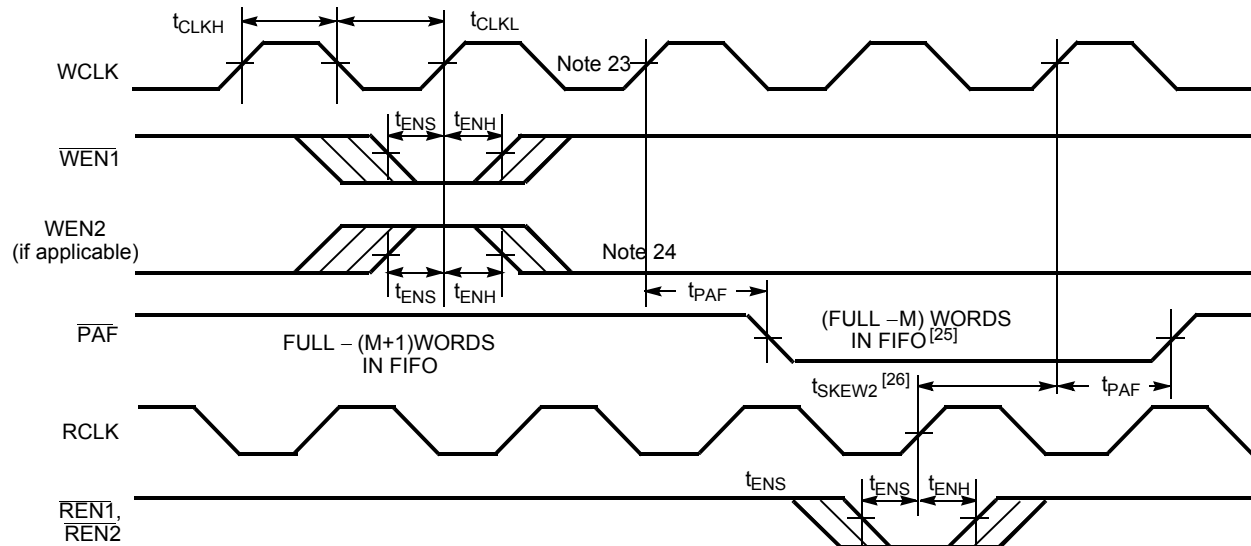 tCLKH
tCLKL
WCLK
Note 23
tENS
tENH
WEN1
WEN2
(if applicable)
Note 24
tENS
tENH
tPAF
PAF
FULL – (M+1)WORDS
IN FIFO
(FULL –M) WORDS
IN FIFO[25]
tSKEW2 [26]
tPAF
RCLK
tENS
tENS
tENH
REN1,
REN2